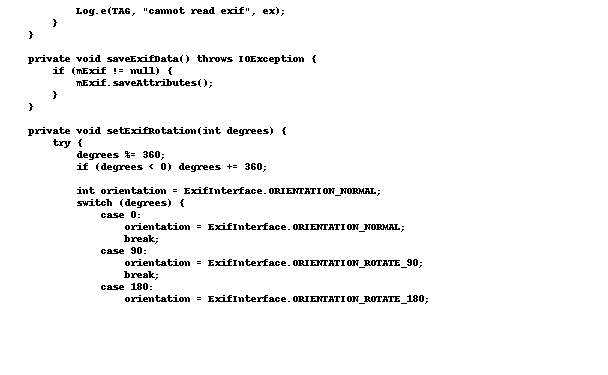 Log.e(TAG, "cannot read exif", ex);
        }
    }

    private void saveExifData() throws IOException {
        if (mExif != null) {
            mExif.saveAttributes();
        }
    }

    private void setExifRotation(int degrees) {
        try {
            degrees %= 360;
            if (degrees < 0) degrees += 360;

            int orientation = ExifInterface.ORIENTATION_NORMAL;
            switch (degrees) {
                case 0:
                    orientation = ExifInterface.ORIENTATION_NORMAL;
                    break;
                case 90:
                    orientation = ExifInterface.ORIENTATION_ROTATE_90;
                    break;
                case 180:
                    orientation = ExifInterface.ORIENTATION_ROTATE_180;